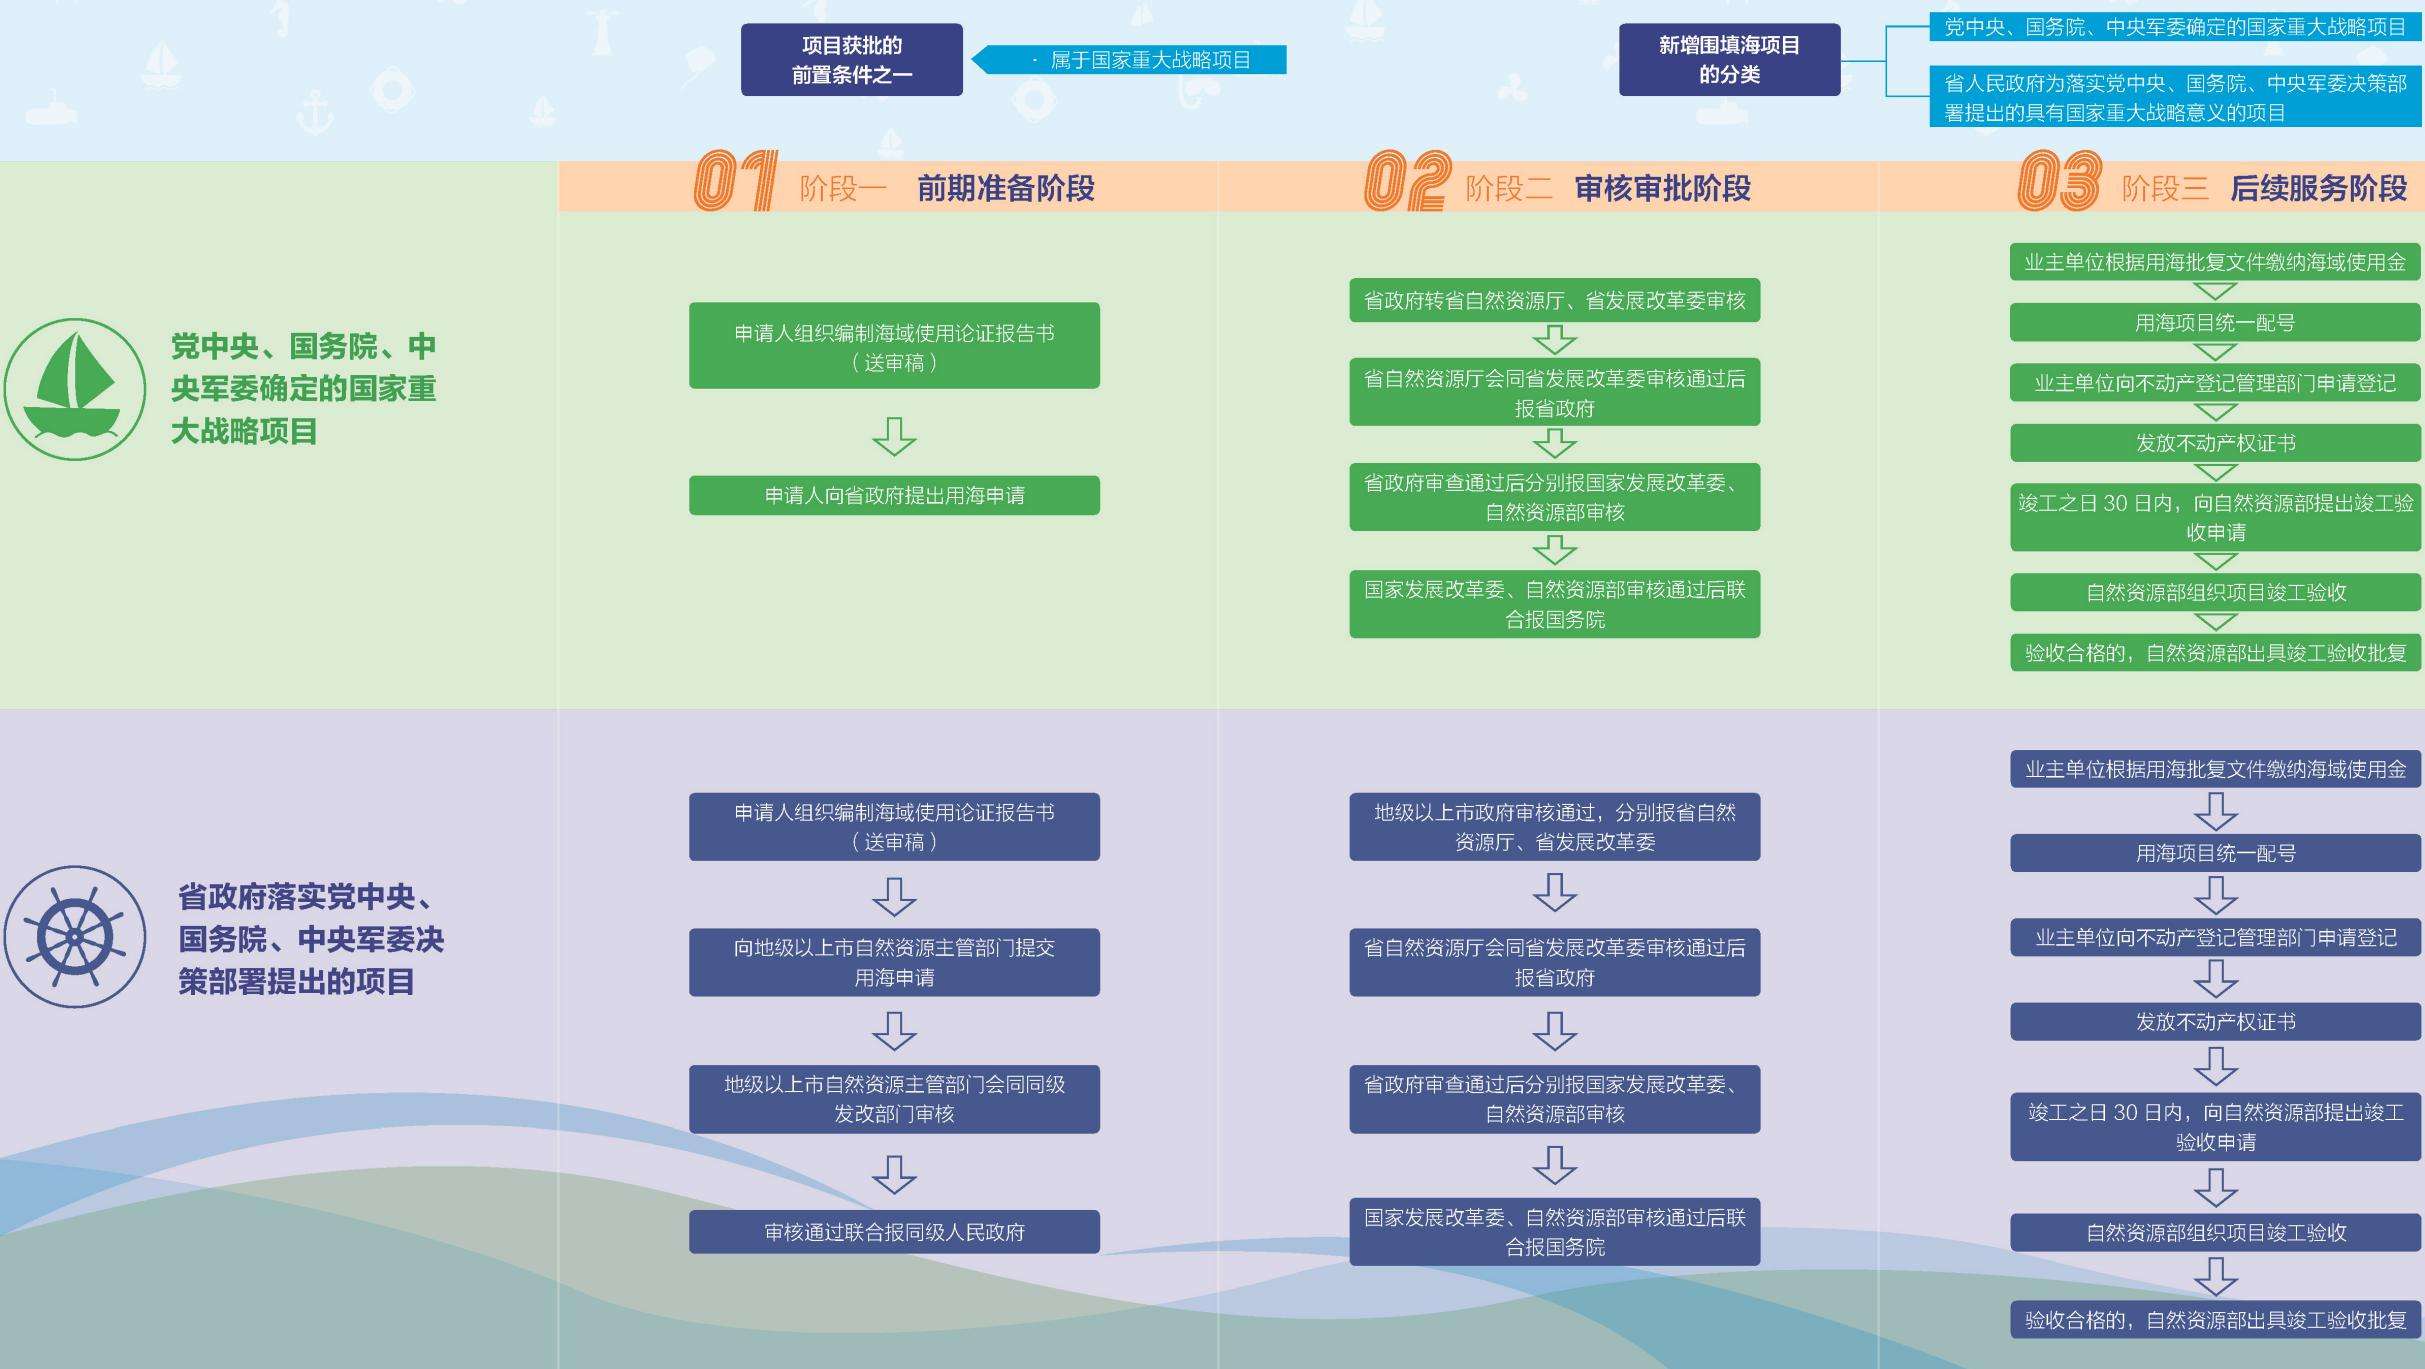 项目获批的
前置条件之一
· 属于国家重大战略项目
新增围填海项目
的分类
党中央、国务院、中央军委确定的国家重大战略项目
省人民政府为落实党中央、国务院、中央军委决策部
署提出的具有国家重大战略意义的项目
01 阶段一 前期准备阶段
02 阶段二 审核审批阶段
03 阶段三 后续服务阶段
党中央、国务院、中
央军委确定的国家重
大战略项目
申请人组织编制海域使用论证报告书
（送审稿）
申请人向省政府提出用海申请
省政府转省自然资源厅、省发展改革委审核
省自然资源厅会同省发展改革委审核通过后
报省政府
省政府审查通过后分别报国家发展改革委、
自然资源部审核
国家发展改革委、自然资源部审核通过后联
合报国务院
业主单位根据用海批复文件缴纳海域使用金
用海项目统一配号
业主单位向不动产登记管理部门申请登记
发放不动产权证书
竣工之日 30 日内，向自然资源部提出竣工验
收申请
自然资源部组织项目竣工验收
验收合格的，自然资源部出具竣工验收批复
省政府落实党中央、
国务院、中央军委决
策部署提出的项目
申请人组织编制海域使用论证报告书
（送审稿）
向地级以上市自然资源主管部门提交
用海申请
地级以上市自然资源主管部门会同同级
发改部门审核
审核通过联合报同级人民政府
地级以上市政府审核通过，分别报省自然
资源厅、省发展改革委
省自然资源厅会同省发展改革委审核通过后
报省政府
省政府审查通过后分别报国家发展改革委、
自然资源部审核
国家发展改革委、自然资源部审核通过后联
合报国务院
业主单位根据用海批复文件缴纳海域使用金
用海项目统一配号
业主单位向不动产登记管理部门申请登记
发放不动产权证书
竣工之日 30 日内，向自然资源部提出竣工
验收申请
自然资源部组织项目竣工验收
验收合格的，自然资源部出具竣工验收批复